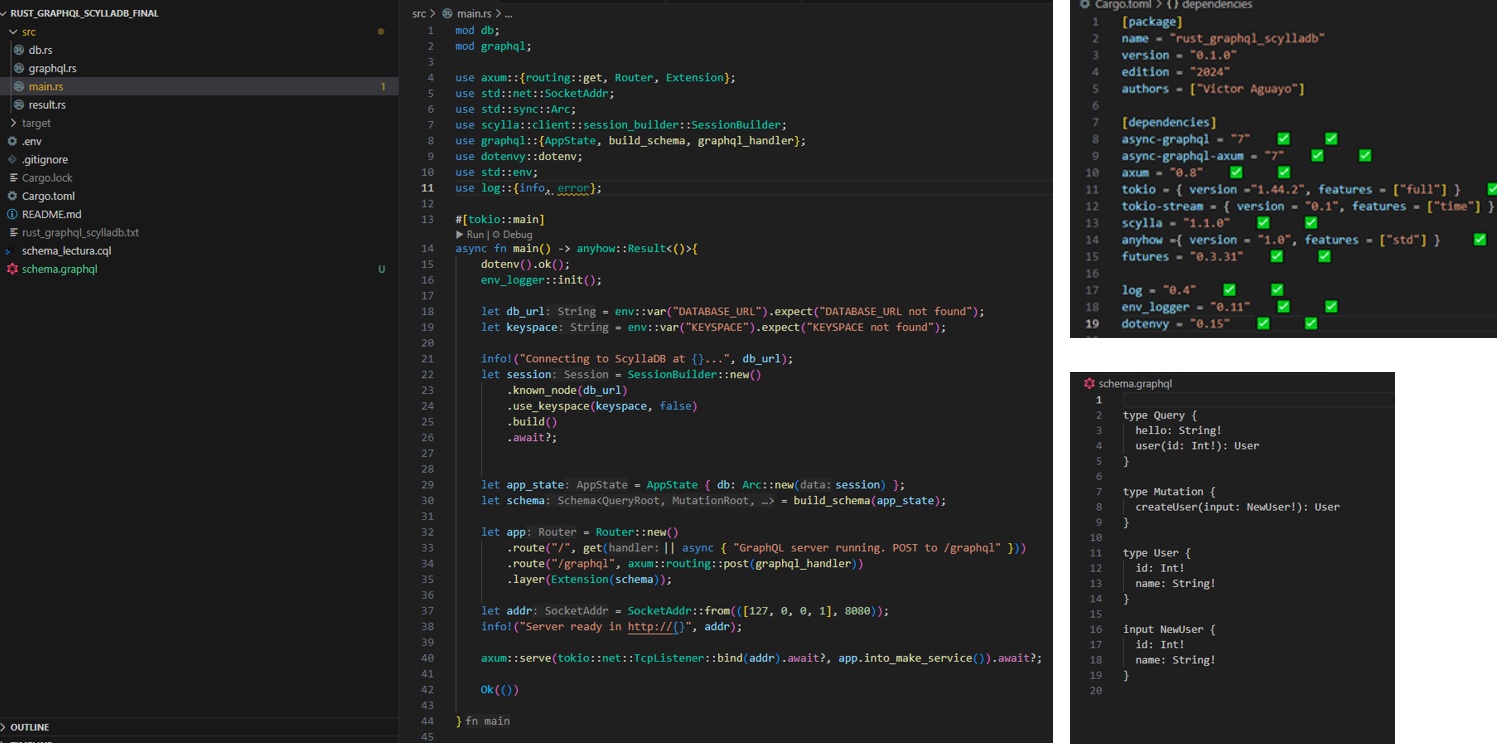 RUST_GRAPHQL_SCYLLADB_FINAL
src
db.rs
graphql.rs
main.rs 1
result.rs
target
.env
.gitignore
Cargo.lock
Cargo.toml
README.md
rust_graphql_scylladb.txt
schema_lectura.cql
schema.graphql U
OUTLINE
src > main.rs > ...
1 mod db;
2 mod graphql;
3
4 use axum::{routing::get, Router, Extension};
5 use std::net::SocketAddr;
6 use std::sync::Arc;
7 use scylla::client::session_builder::SessionBuilder;
8 use graphql::{AppState, build_schema, graphql_handler};
9 use dotenvy::dotenv;
10 use std::env;
11 use log::{info, error};
12
13 #[tokio::main]
Run | Debug
14 async fn main() -> anyhow::Result<()>{
15 dotenv().ok();
16 env_logger::init();
17
18 let db_url: String = env::var("DATABASE_URL").expect("DATABASE_URL not found");
19 let keyspace: String = env::var("KEYSPACE").expect("KEYSPACE not found");
20
21 info!("Connecting to ScyllaDB at {}...", db_url);
22 let session: Session = SessionBuilder::new()
23 .known_node(db_url)
24 .use_keyspace(keyspace, false)
25 .build()
26 .await?;
27
28
29 let app_state: AppState = AppState { db: Arc::new(data: session) };
30 let schema: Schema<QueryRoot, MutationRoot, …> = build_schema(app_state);
31
32 let app: Router = Router::new()
33 .route("/", get(handler: || async { "GraphQL server running. POST to /graphql" }))
34 .route("/graphql", axum::routing::post(graphql_handler))
35 .layer(Extension(schema));
36
37 let addr: SocketAddr = SocketAddr::from(([127, 0, 0, 1], 8080));
38 info!("Server ready in http://{}", addr);
39
40 axum::serve(tokio::net::TcpListener::bind(addr).await?, app.into_make_service()).await?;
41
42 Ok(())
43
44 } fn main
45
Cargo.toml > { } dependencies
1 [package]
2 name = "rust_graphql_scylladb"
3 version = "0.1.0"
4 edition = "2024"
5 authors = ["Victor Aguayo"]
6
7 [dependencies]
8 async-graphql = "7" ✅ ✅
9 async-graphql-axum = "7" ✅ ✅
10 axum = "0.8" ✅ ✅
11 tokio = { version ="1.44.2", features = ["full"] } ✅
12 tokio-stream = { version = "0.1", features = ["time"] }
13 scylla = "1.1.0" ✅ ✅
14 anyhow ={ version = "1.0", features = ["std"] } ✅
15 futures = "0.3.31" ✅ ✅
16
17 log = "0.4" ✅ ✅
18 env_logger = "0.11" ✅ ✅
19 dotenvy = "0.15" ✅ ✅
schema.graphql
1
2 type Query {
3 hello: String!
4 user(id: Int!): User
5 }
6
7 type Mutation {
8 createUser(input: NewUser!): User
9 }
10
11 type User {
12 id: Int!
13 name: String!
14 }
15
16 input NewUser {
17 id: Int!
18 name: String!
19 }
20